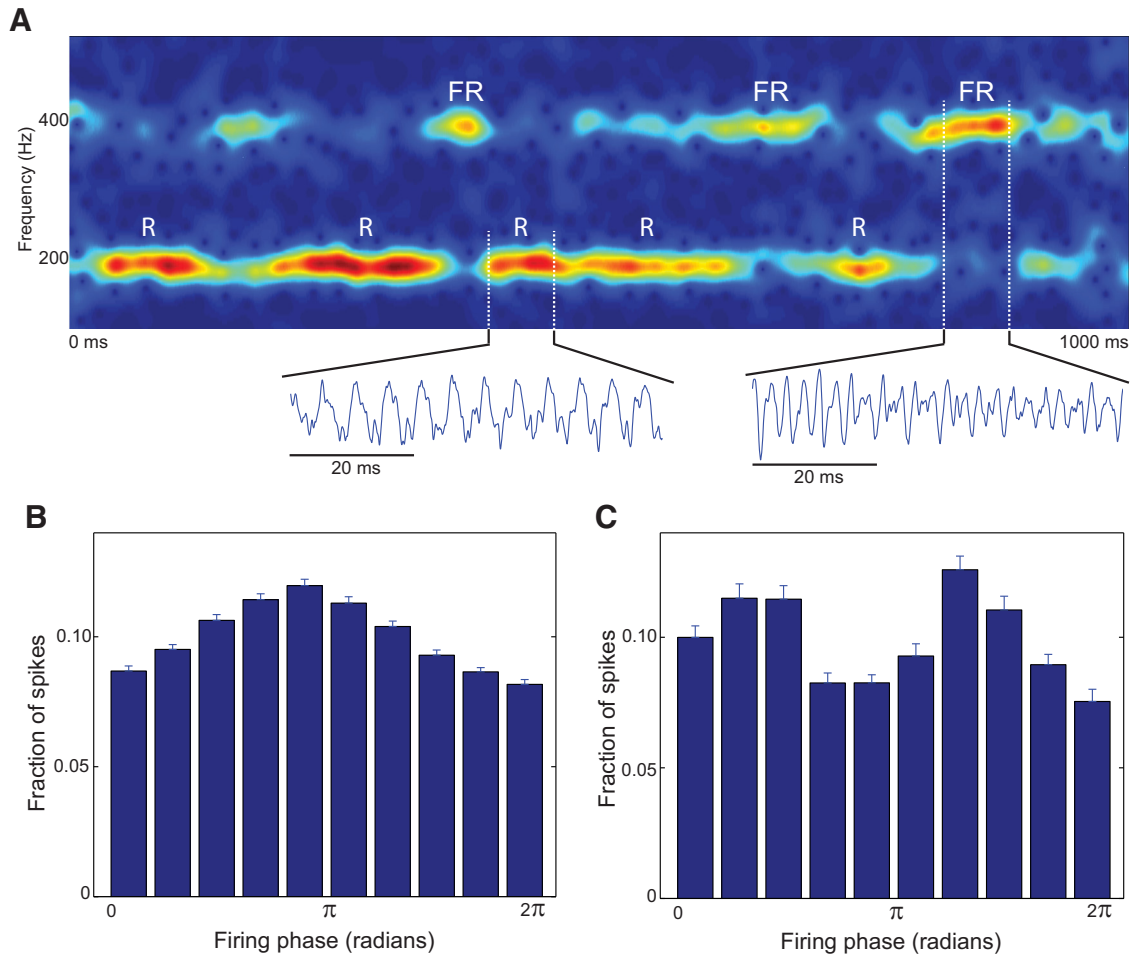 A
Frequency (Hz)
400
200
FR
FR
FR
R
R
R
R
R
0 ms
1000 ms
20 ms
20 ms
B
Fraction of spikes
0.10
0.05
0
0
π
2π
Firing phase (radians)
C
Fraction of spikes
0.10
0.05
0
0
π
2π
Firing phase (radians)